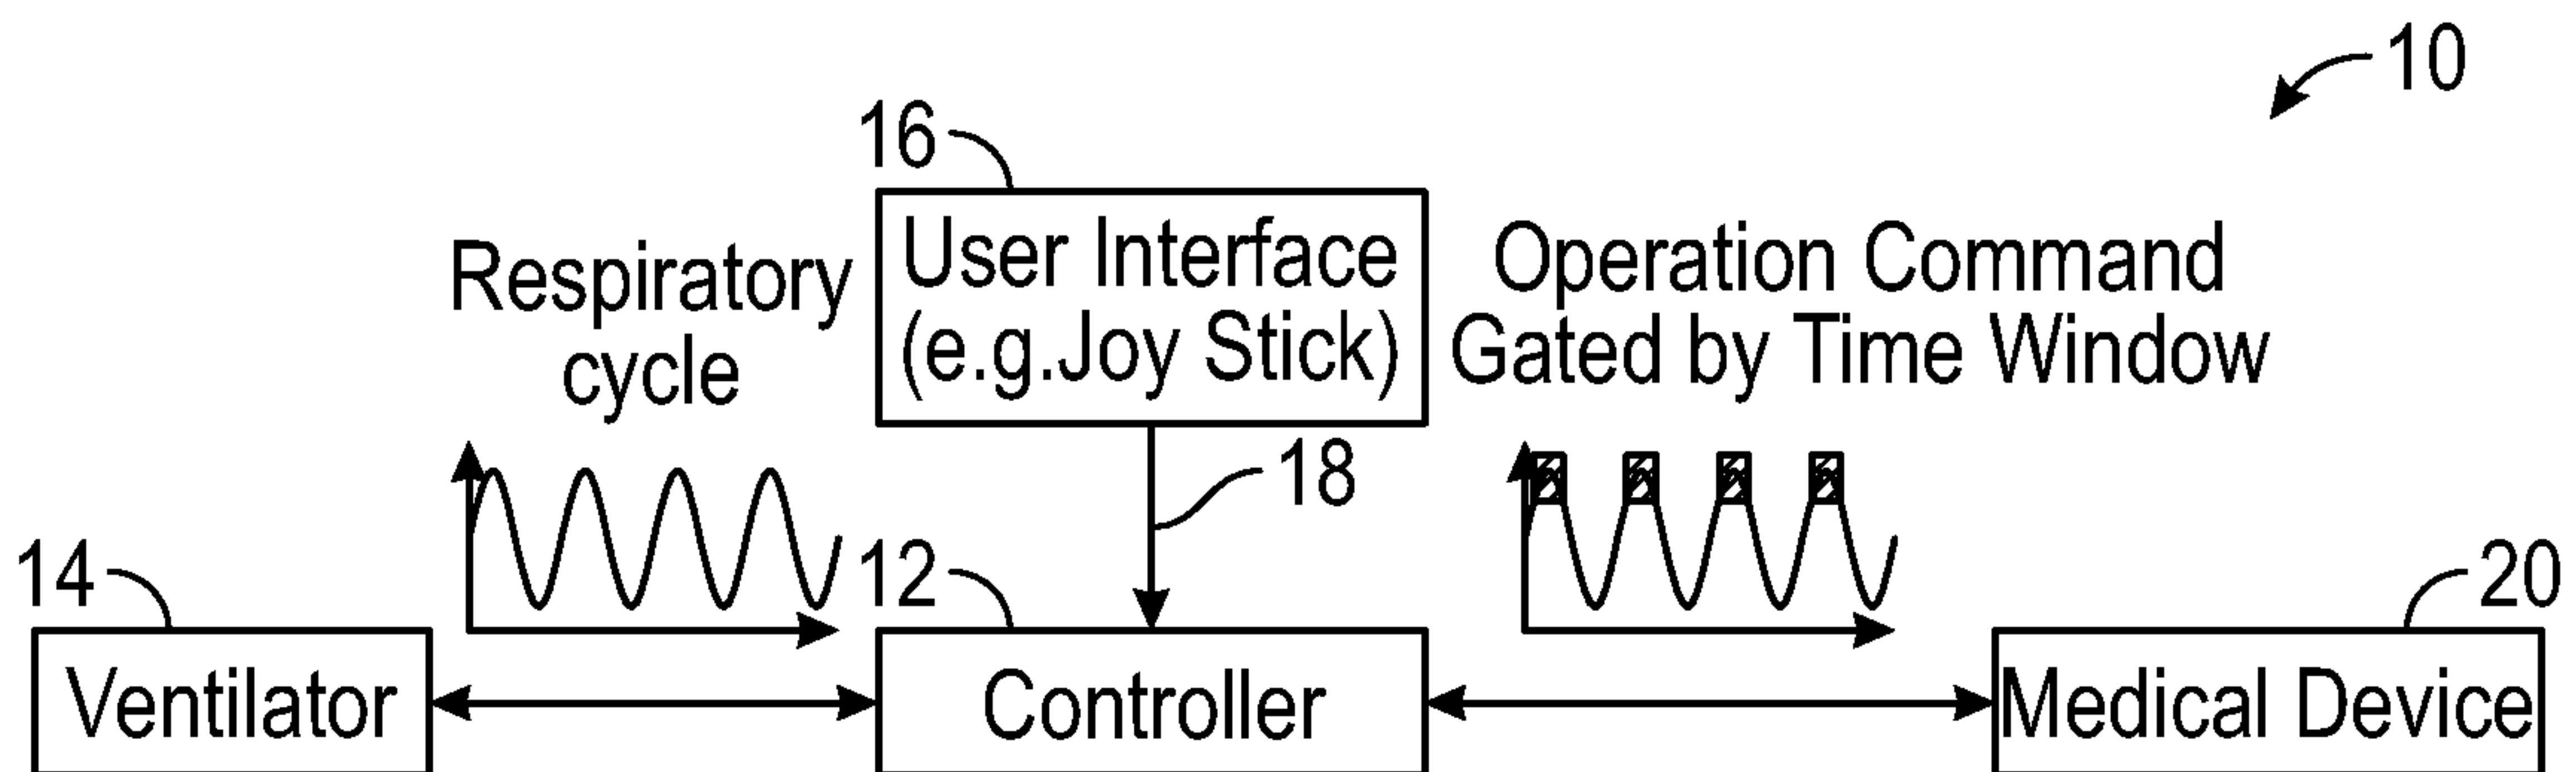 10
16
User Interface
(e.g.Joy Stick)
Respiratory
cycle
Operation Command
Gated by Time Window
18
14
12
20
Ventilator
Controller
Medical Device